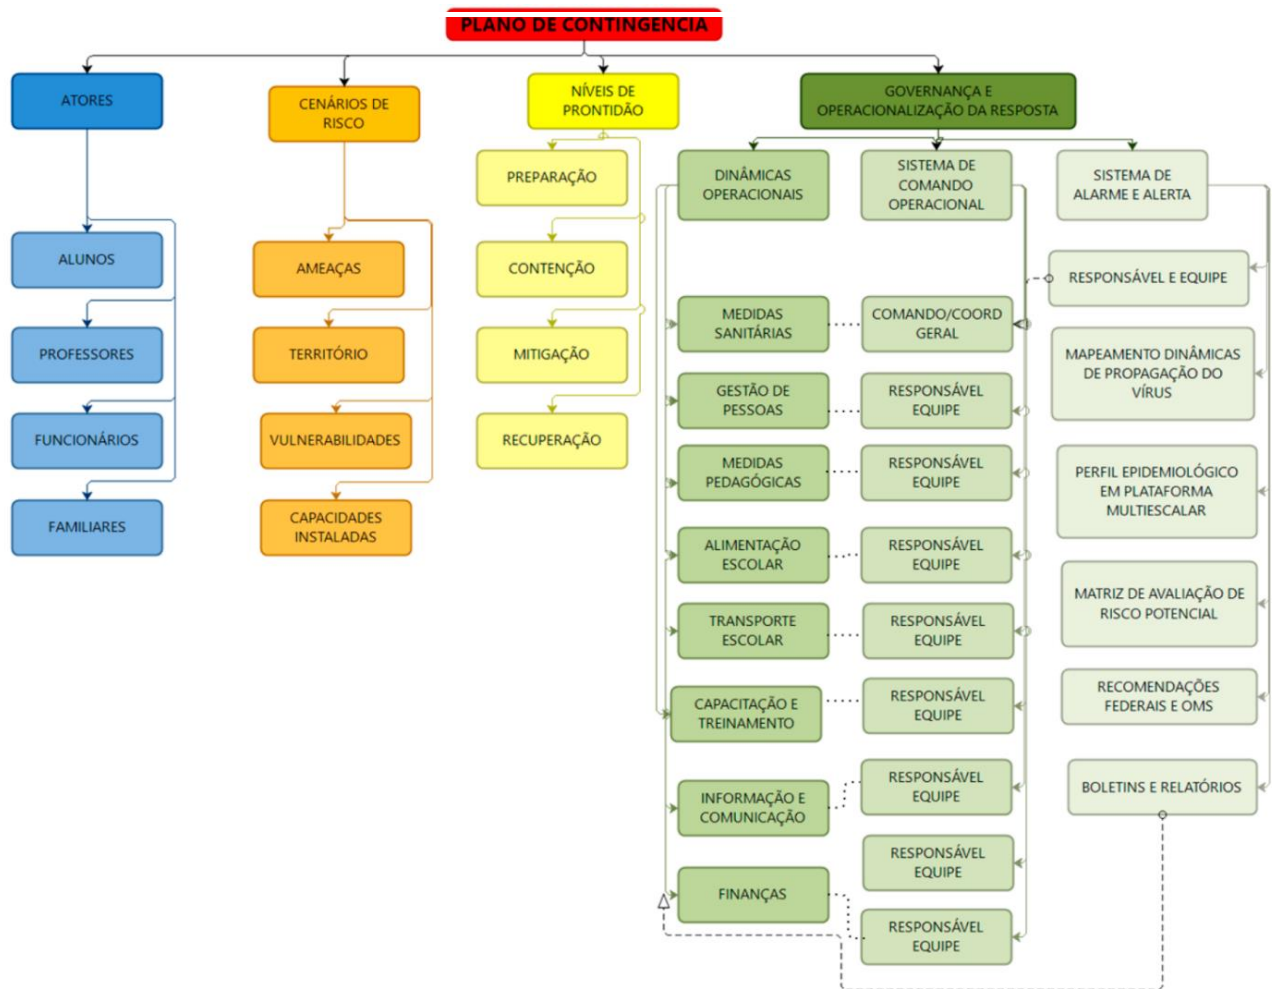 PLANO DE CONTINGÊNCIA
ATORES
CENÁRIOS DE
RISCO
NÍVEIS DE
PRONTIDÃO
GOVERNANÇA E
OPERACIONALIZAÇÃO DA RESPOSTA
ALUNOS
PROFESSORES
FUNCIONÁRIOS
FAMILIARES
AMEAÇAS
TERRITÓRIO
VULNERABILIDADES
CAPACIDADES
INSTALADAS
PREPARAÇÃO
CONTENÇÃO
MITIGAÇÃO
RECUPERAÇÃO
DINÂMICAS
OPERACIONAIS
MEDIDAS
SANITÁRIAS
GESTÃO DE
PESSOAS
MEDIDAS
PEDAGÓGICAS
ALIMENTAÇÃO
ESCOLAR
TRANSPORTE
ESCOLAR
CAPACITAÇÃO E
TREINAMENTO
INFORMAÇÃO E
COMUNICAÇÃO
FINANÇAS
SISTEMA DE
COMANDO
OPERACIONAL
COMANDO/COORD
GERAL
RESPONSÁVEL
EQUIPE
RESPONSÁVEL
EQUIPE
RESPONSÁVEL
EQUIPE
RESPONSÁVEL
EQUIPE
RESPONSÁVEL
EQUIPE
RESPONSÁVEL
EQUIPE
RESPONSÁVEL
EQUIPE
RESPONSÁVEL
EQUIPE
SISTEMA DE
ALARME E ALERTA
RESPONSÁVEL E EQUIPE
MAPEAMENTO DINÂMICAS
DE PROPAGAÇÃO DO
VÍRUS
PERFIL EPIDEMIOLÓGICO
EM PLATAFORMA
MULTIESCALAR
MATRIZ DE AVALIAÇÃO DE
RISCO POTENCIAL
RECOMENDAÇÕES
FEDERAIS E OMS
BOLETINS E RELATÓRIOS